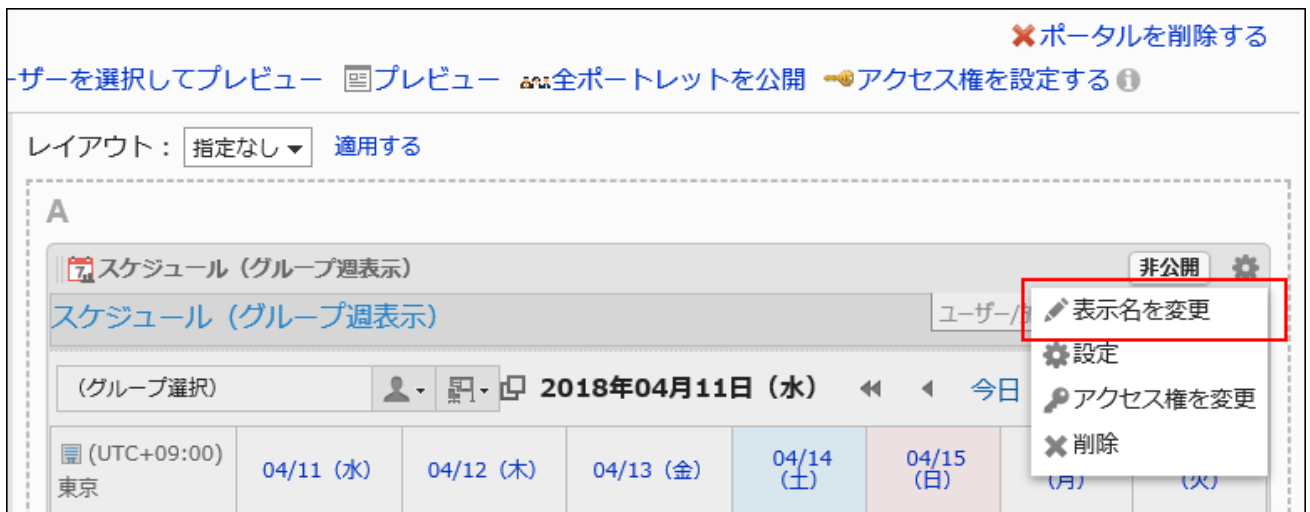 ポータルを削除する
ーザーを選択してプレビュー プレビュー 全ポートレットを公開 アクセス権を設定する
レイアウト： 指定なし 適用する
A
スケジュール（グループ週表示） 非公開
スケジュール（グループ週表示） ユーザー/
表示名を変更
設定
アクセス権を変更
削除
（グループ選択） 2018年04月11日（水） 今日
(UTC+09:00)
東京
04/11（水） 04/12（木） 04/13（金） 04/14
（土） 04/15
（日） （月） （火）